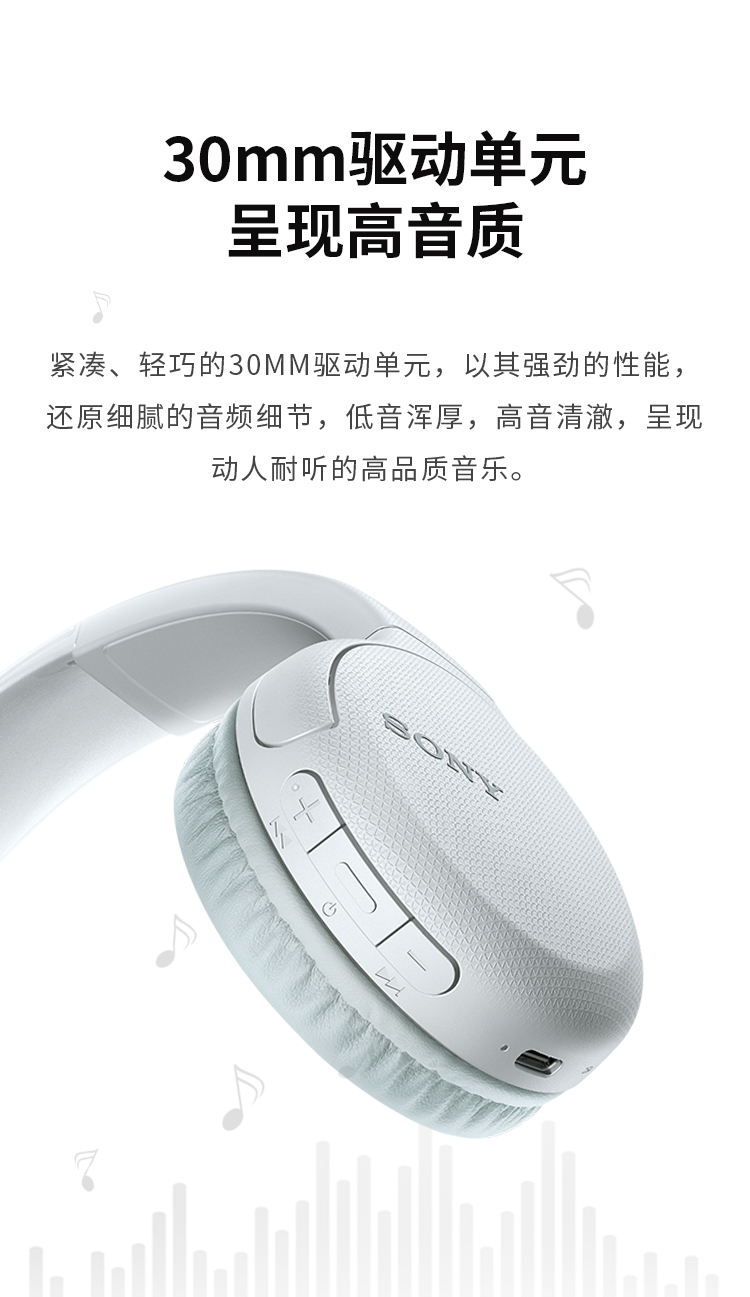 30mm驱动单元
呈现高音质
紧凑、轻巧的30MM驱动单元，以其强劲的性能，
还原细腻的音频细节，低音浑厚，高音清澈，呈现
动人耐听的高品质音乐。
SONY